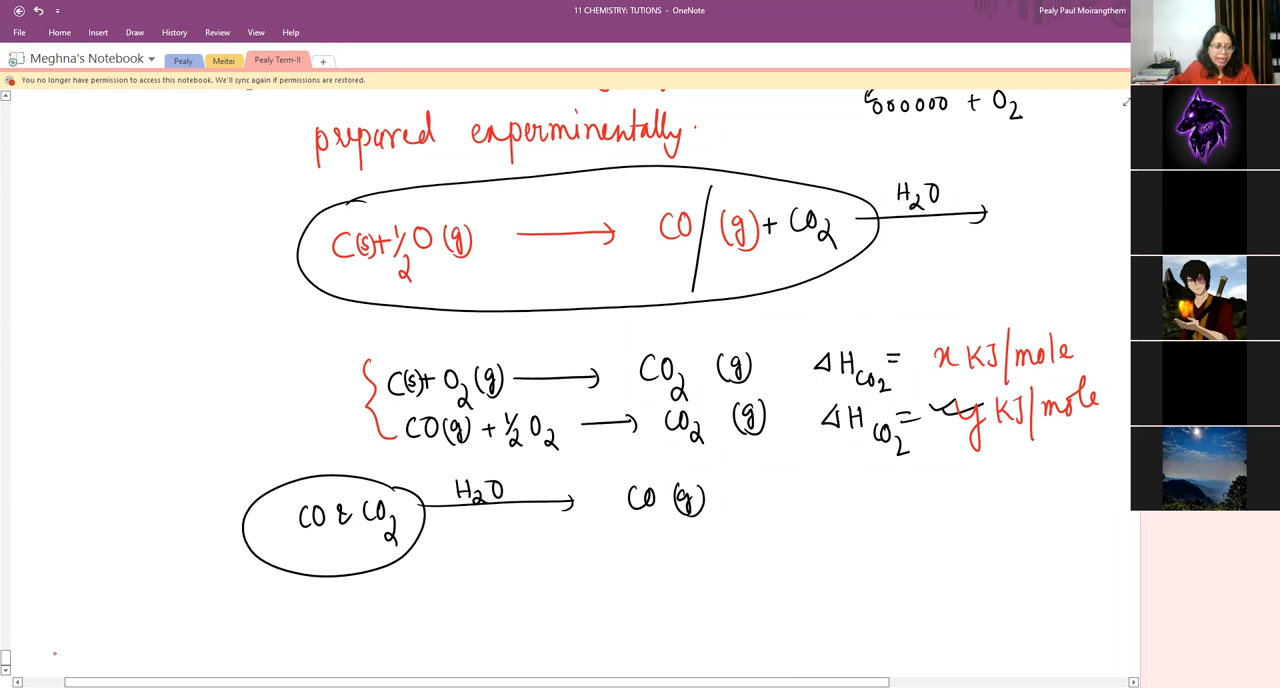 11 CHEMISTRY: TUTIONS - OneNote
Pealy Paul Moirangthem
File Home Insert Draw History Review View Help
Meghna's Notebook Pealy Meitei Pealy Term-II
You no longer have permission to access this notebook. We'll sync again if permissions are restored.
000000 + O2
prepared experminentally.
C(s)+ 1/2 O (g) → CO / (g) + CO2 H2O →
C(s)+ O2 (g) → CO2 (g) ΔHCO2 = x KJ/mole
CO(g) + 1/2 O2 → CO2 (g) ΔHCO2 = y KJ/mole
CO & CO2 H2O → CO (g)